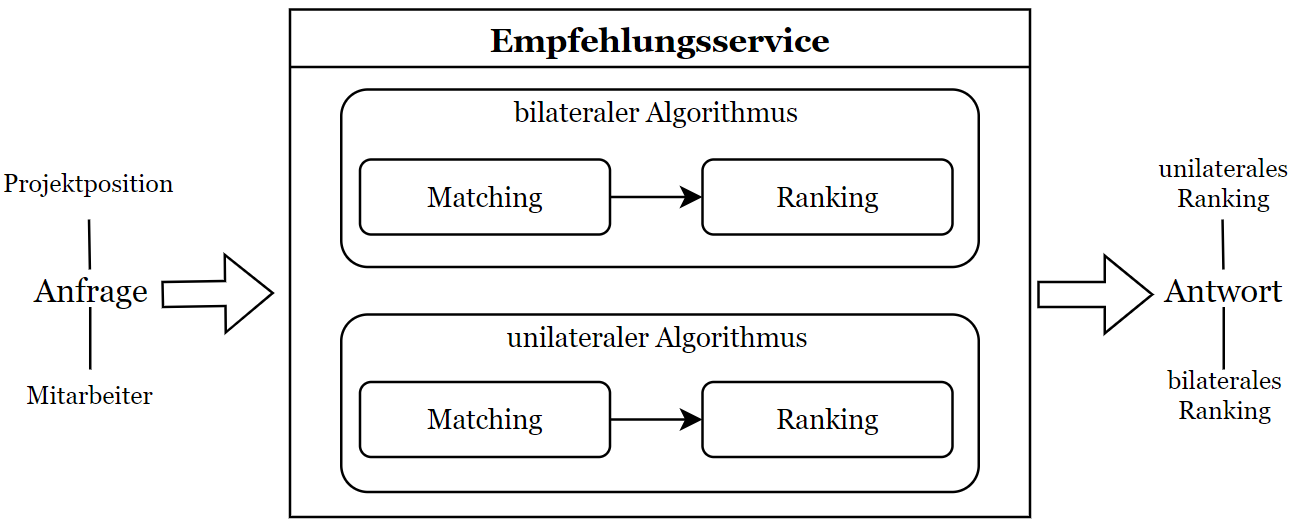 Empfehlungsservice
bilateraler Algorithmus
Matching
Ranking
unilateraler Algorithmus
Matching
Ranking
Projektposition
Anfrage
Mitarbeiter
unilaterales
Ranking
Antwort
bilaterales
Ranking